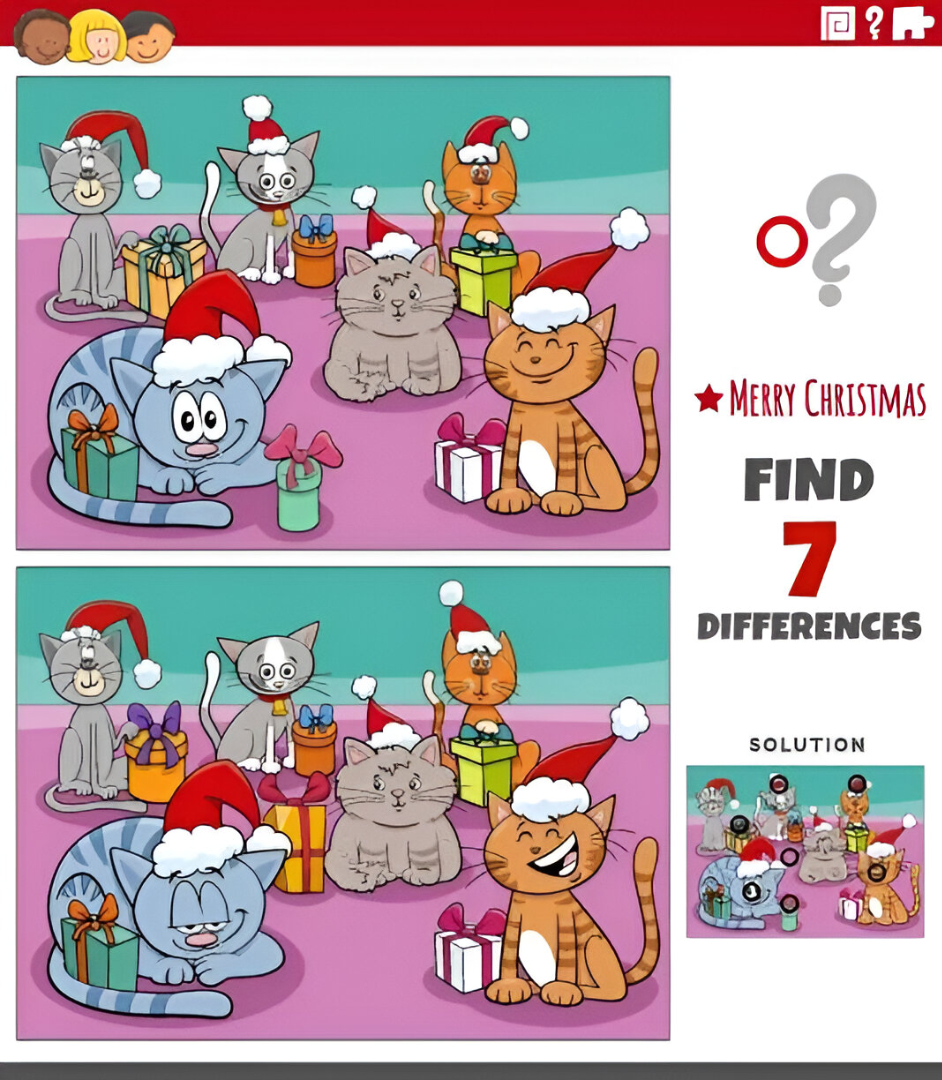 ?
?
★ MERRY CHRISTMAS
FIND
7
DIFFERENCES
SOLUTION